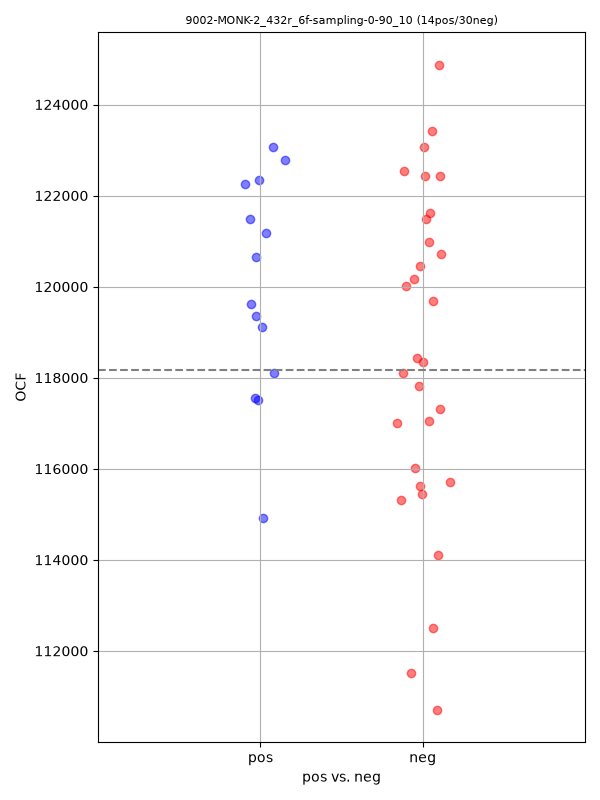 9002-MONK-2_432r_6f-sampling-0-90_10 (14pos/30neg)
124000
122000
120000
118000
116000
114000
112000
OCF
pos
neg
pos vs. neg